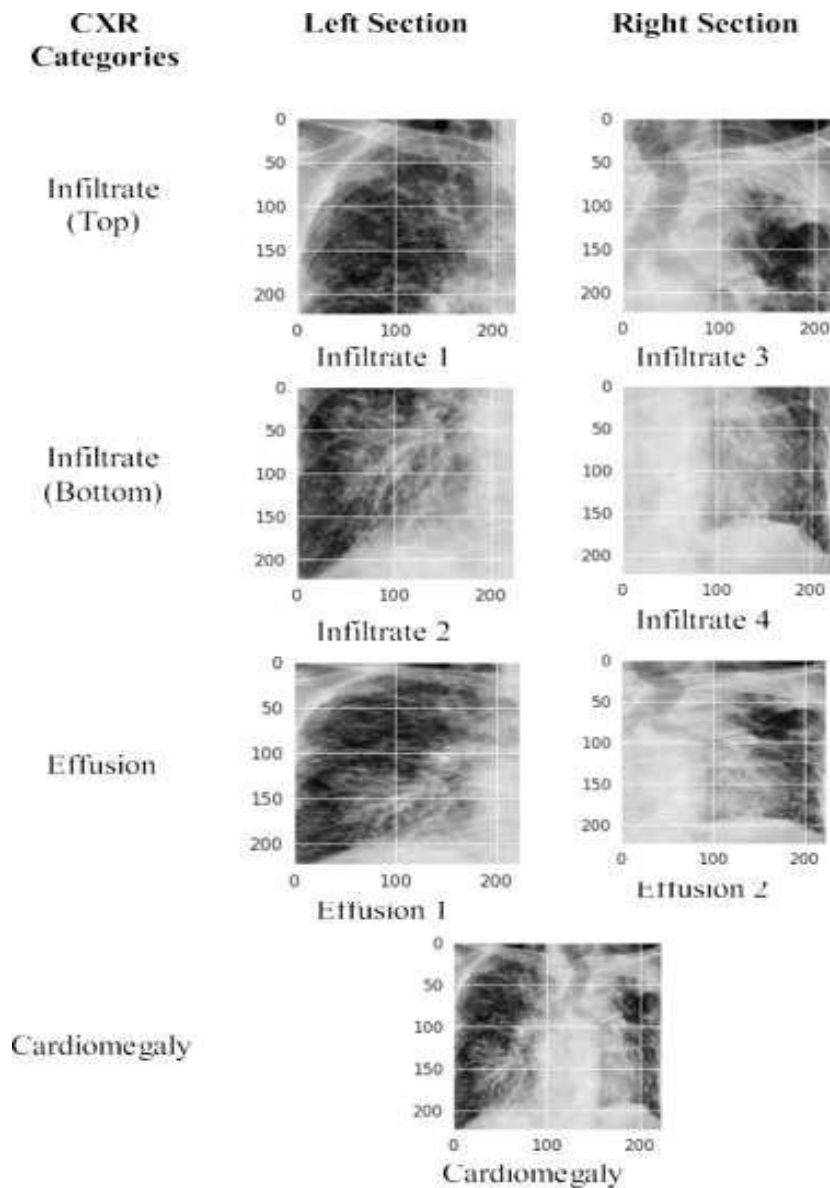 CXR Categories
Left Section
Right Section
Infiltrate (Top)
0
50
100
150
200
0 100 200
Infiltrate 1
0
50
100
150
200
0 100 200
Infiltrate 3
Infiltrate (Bottom)
0
50
100
150
200
0 100 200
Infiltrate 2
0
50
100
150
200
0 100 200
Infiltrate 4
Effusion
0
50
100
150
200
0 100 200
Effusion 1
0
50
100
150
200
0 100 200
Effusion 2
Cardiomegaly
0
50
100
150
200
0 100 200
Cardiomegaly